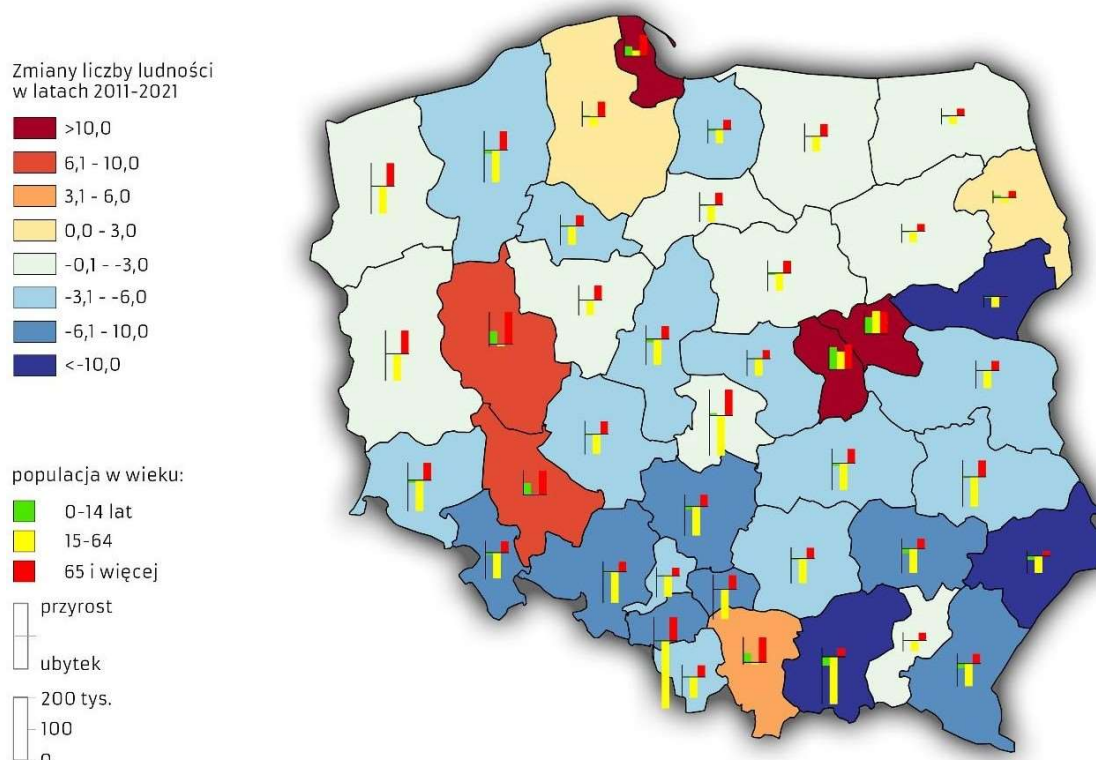 Zmiany liczby ludności
w latach 2011-2021
>10,0
6,1 - 10,0
3,1 - 6,0
0,0 - 3,0
-0,1 - -3,0
-3,1 - -6,0
-6,1 - 10,0
<-10,0
populacja w wieku:
0-14 lat
15-64
65 i więcej
przyrost
ubytek
200 tys.
100
0